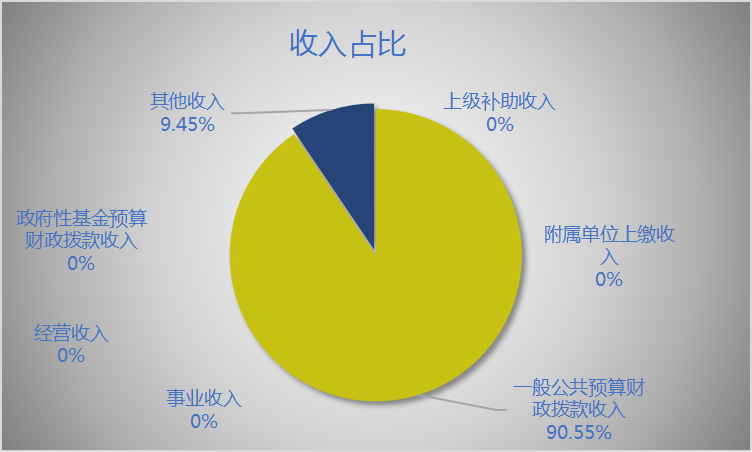 收入占比
其他收入
9.45%
上级补助收入
0%
政府性基金预算
财政拨款收入
0%
附属单位上缴收
入
0%
经营收入
0%
事业收入
0%
一般公共预算财
政拨款收入
90.55%